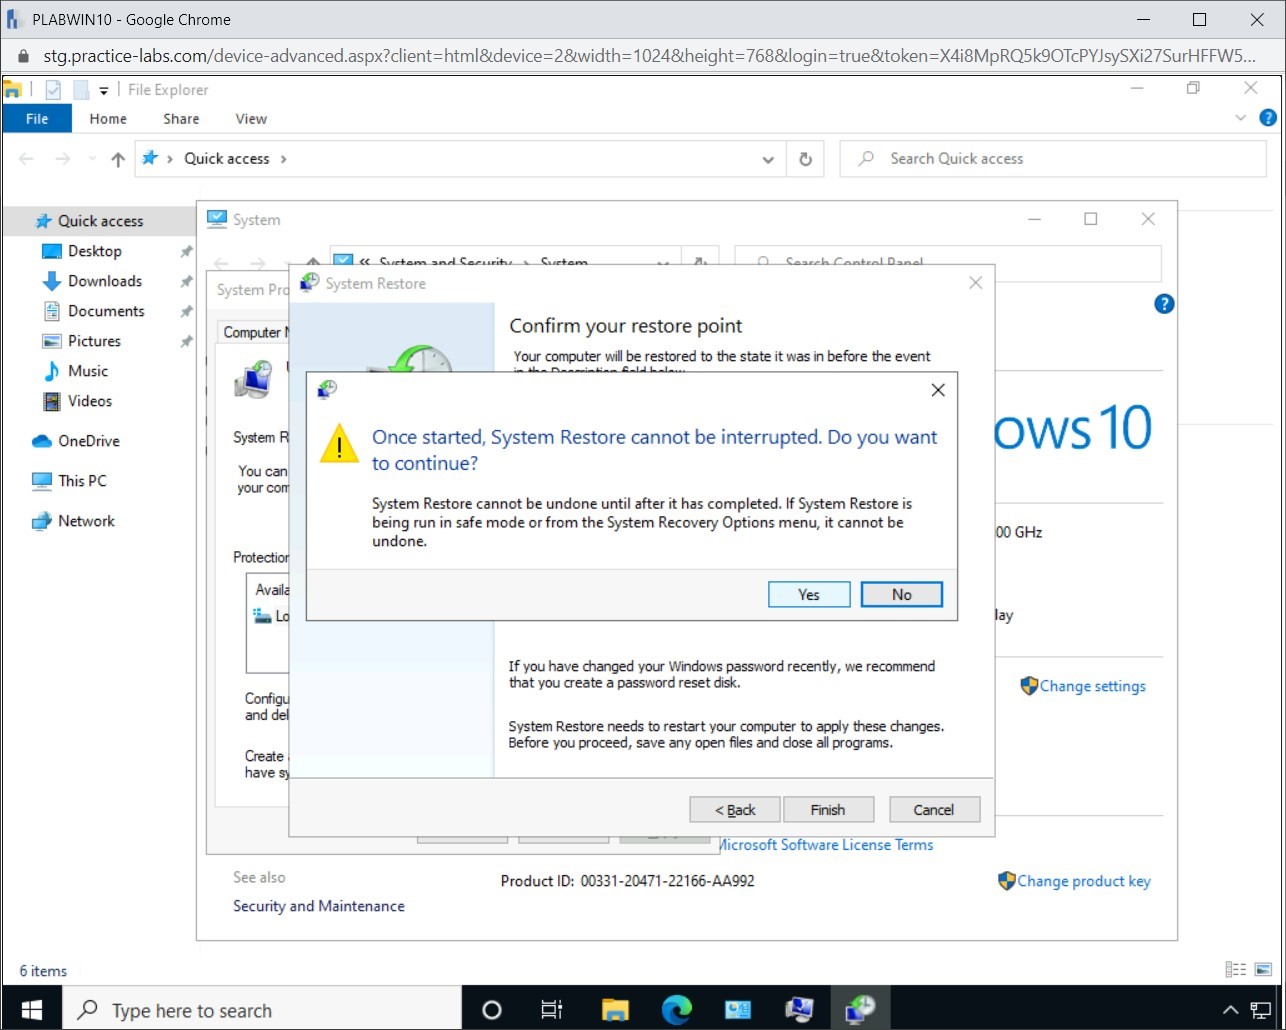 PLABWIN10 - Google Chrome
stg.practice-labs.com/device-advanced.aspx?client=html&device=2&width=1024&height=768&login=true&token=X4i8MpRQ5k9OTcPYJsySXi27SurHFFW5...
File Explorer
File Home Share View
Quick access
Search Quick access
Quick access
Desktop
Downloads
Documents
Pictures
Music
Videos
OneDrive
This PC
Network
System
« System and Security › System
Search Control Panel
System Pro
Computer N
System R
You can
your com
Protection
Availa
Lo
Configu
and del
Create
have sy
System Restore
Confirm your restore point
Your computer will be restored to the state it was in before the event
in the Description field below.
Once started, System Restore cannot be interrupted. Do you want
to continue?
System Restore cannot be undone until after it has completed. If System Restore is
being run in safe mode or from the System Recovery Options menu, it cannot be
undone.
Yes No
If you have changed your Windows password recently, we recommend
that you create a password reset disk.
System Restore needs to restart your computer to apply these changes.
Before you proceed, save any open files and close all programs.
< Back Finish Cancel
ows 10
00 GHz
lay
Change settings
Microsoft Software License Terms
See also
Product ID: 00331-20471-22166-AA992
Change product key
Security and Maintenance
6 items
Type here to search